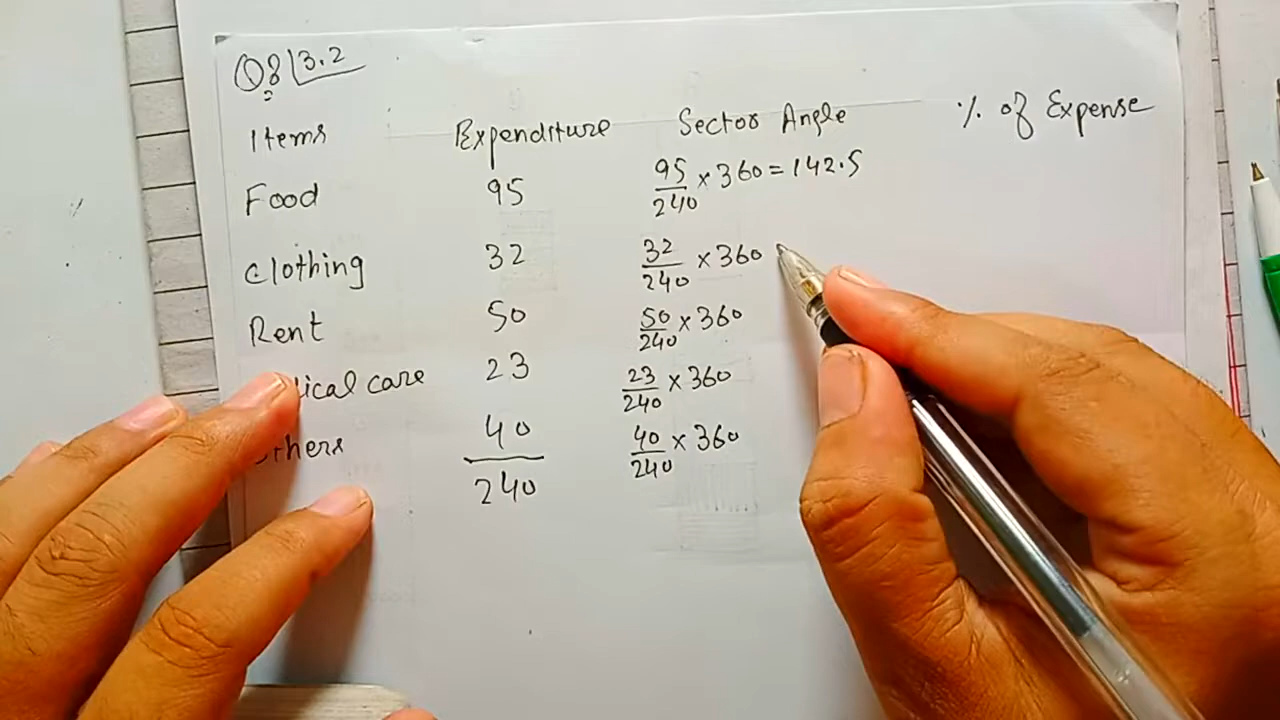 Q8 3.2
Items Expenditure Sector Angle % of Expense
Food 95 95/240 × 360 = 142.5
Clothing 32 32/240 × 360
Rent 50 50/240 × 360
ical care 23 23/240 × 360
thers 40 40/240 × 360
240